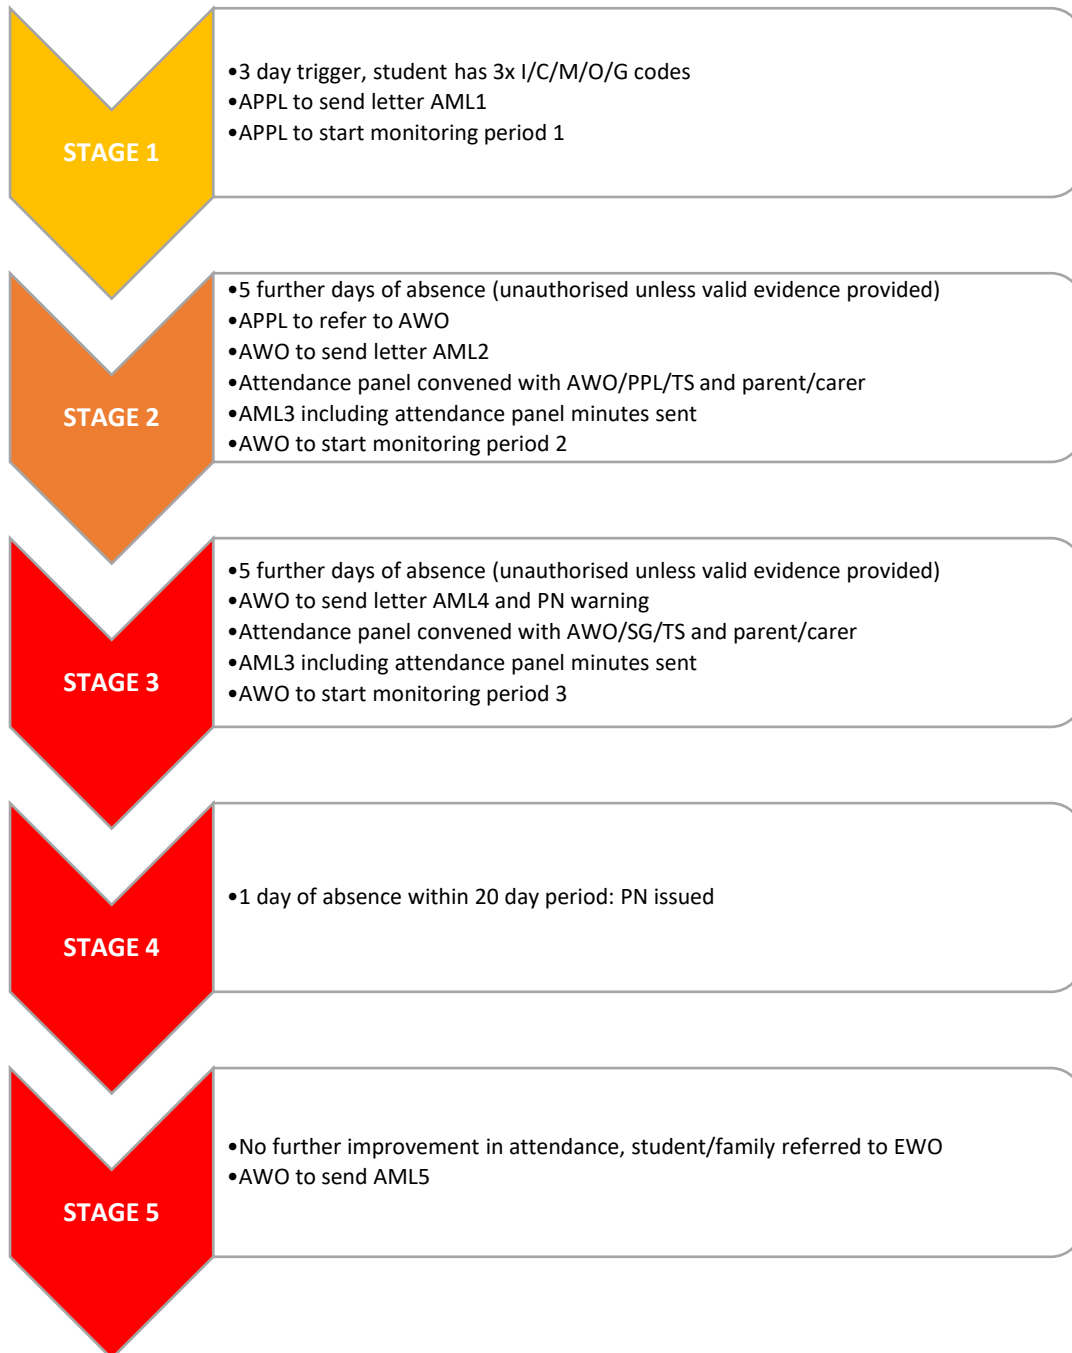 STAGE 1
•3 day trigger, student has 3x I/C/M/O/G codes
•APPL to send letter AML1
•APPL to start monitoring period 1
STAGE 2
•5 further days of absence (unauthorised unless valid evidence provided)
•APPL to refer to AWO
•AWO to send letter AML2
•Attendance panel convened with AWO/PPL/TS and parent/carer
•AML3 including attendance panel minutes sent
•AWO to start monitoring period 2
STAGE 3
•5 further days of absence (unauthorised unless valid evidence provided)
•AWO to send letter AML4 and PN warning
•Attendance panel convened with AWO/SG/TS and parent/carer
•AML3 including attendance panel minutes sent
•AWO to start monitoring period 3
STAGE 4
•1 day of absence within 20 day period: PN issued
STAGE 5
•No further improvement in attendance, student/family referred to EWO
•AWO to send AML5